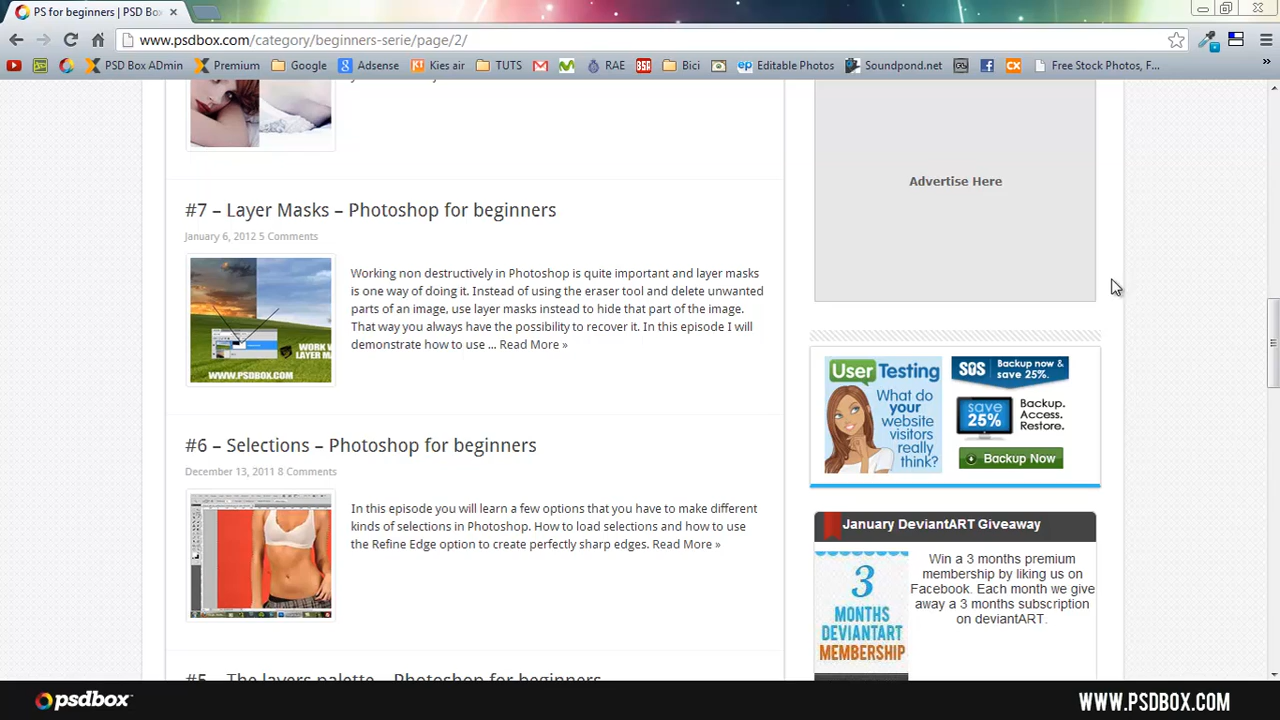 PS for beginners | PSD Box
www.psdbox.com/category/beginners-serie/page/2/
PSD Box ADmin Premium Google Adsense Kies air TUTS RAE Bici Editable Photos Soundpond.net Free Stock Photos, F...
#7 – Layer Masks – Photoshop for beginners
January 6, 2012 5 Comments
Working non destructively in Photoshop is quite important and layer masks
is one way of doing it. Instead of using the eraser tool and delete unwanted
parts of an image, use layer masks instead to hide that part of the image.
That way you always have the possibility to recover it. In this episode I will
demonstrate how to use ... Read More »
WWW.PSDBOX.COM
#6 – Selections – Photoshop for beginners
December 13, 2011 8 Comments
In this episode you will learn a few options that you have to make different
kinds of selections in Photoshop. How to load selections and how to use
the Refine Edge option to create perfectly sharp edges. Read More »
#5 – The layers palette – Photoshop for beginners
Advertise Here
User Testing
What do
your
website
visitors
really
think?
SOS Backup now &
save 25%.
save
25%
Backup.
Access.
Restore.
Backup Now
January DeviantART Giveaway
3
MONTHS
DEVIANTART
MEMBERSHIP
Win a 3 months premium
membership by liking us on
Facebook. Each month we give
away a 3 months subscription
on deviantART.
psdbox
WWW.PSDBOX.COM